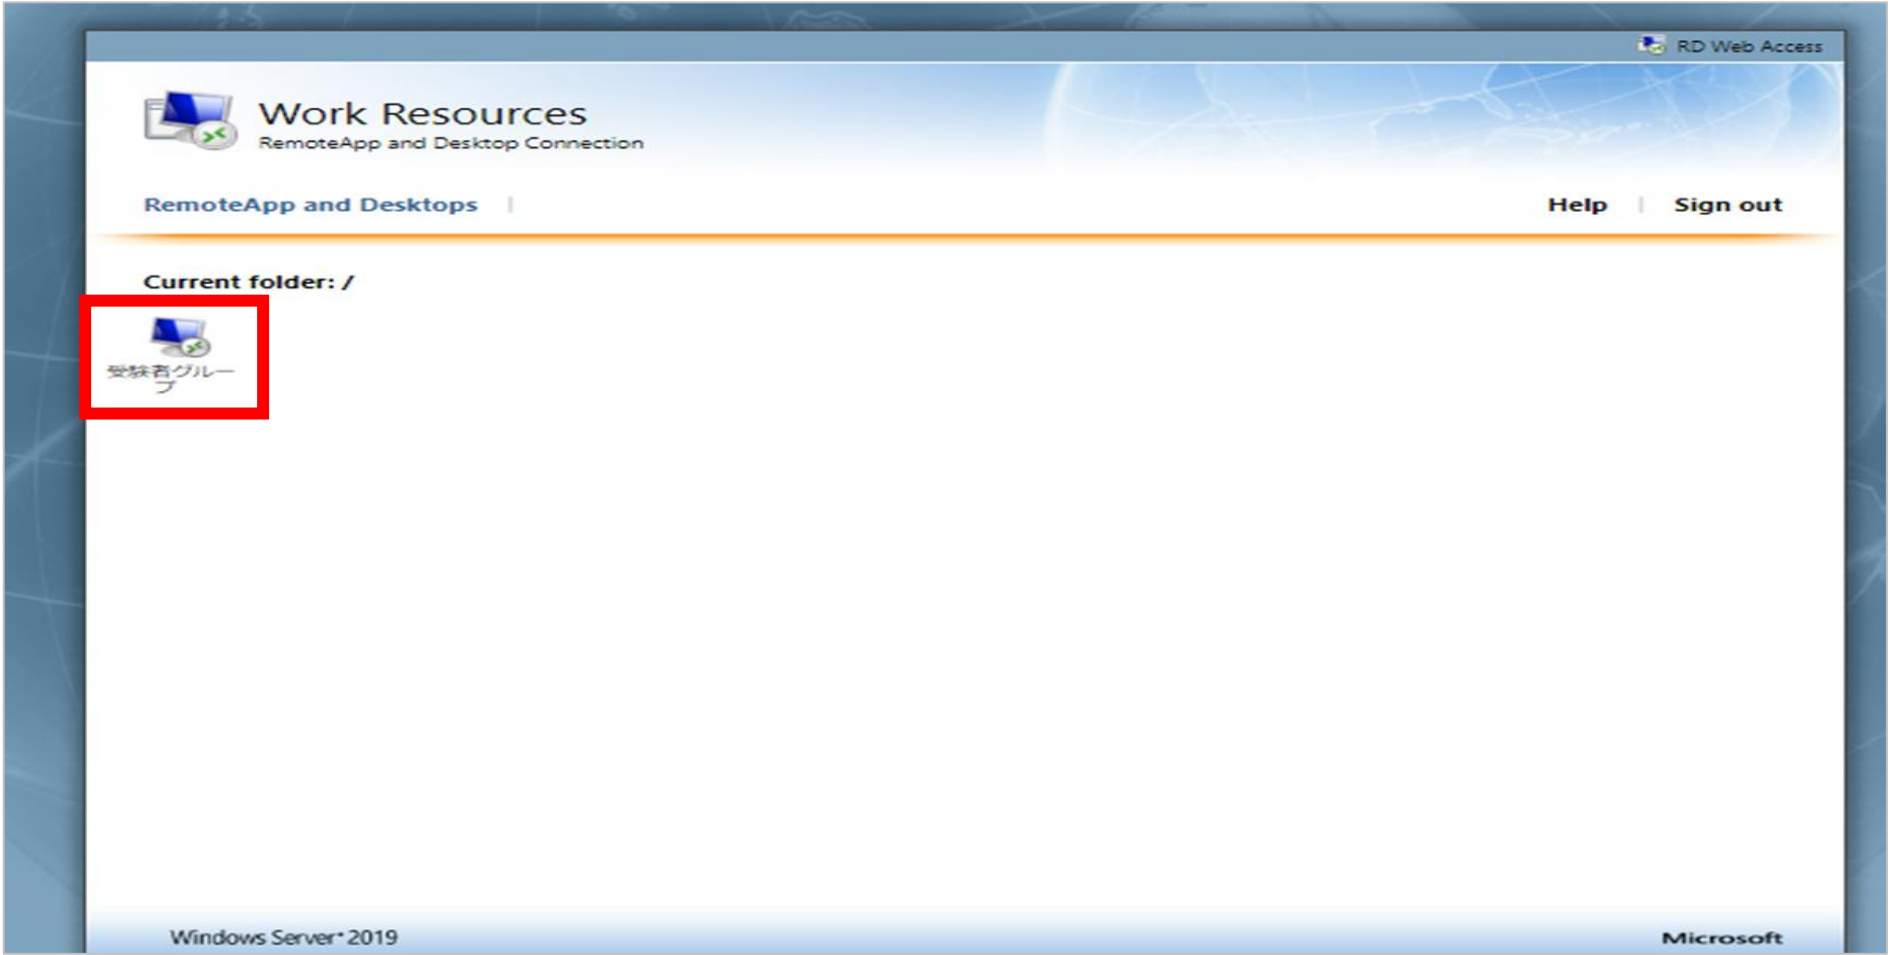 RD Web Access
Work Resources
RemoteApp and Desktop Connection
RemoteApp and Desktops
Help
Sign out
Current folder: /
受験者グルー
プ
Windows Server 2019
Microsoft